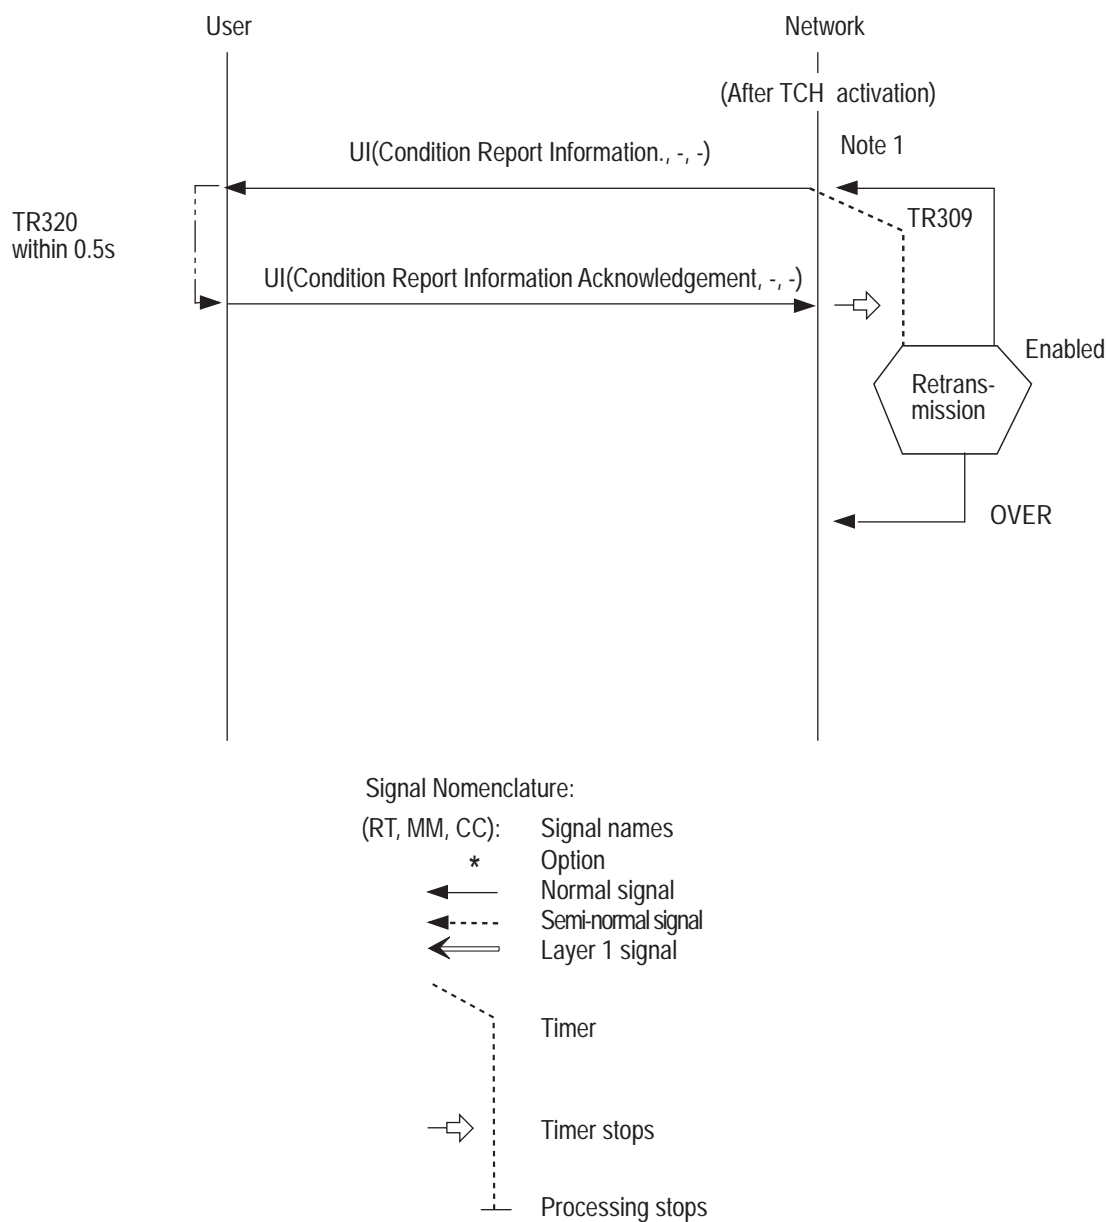 User
Network
(After TCH activation)
Note 1
UI(Condition Report Information., -, -)
TR309
TR320
within 0.5s
UI(Condition Report Information Acknowledgement, -, -)
Enabled
Retrans-
mission
OVER
Signal Nomenclature:
(RT, MM, CC): Signal names
* Option
Normal signal
Semi-normal signal
Layer 1 signal
Timer
Timer stops
Processing stops